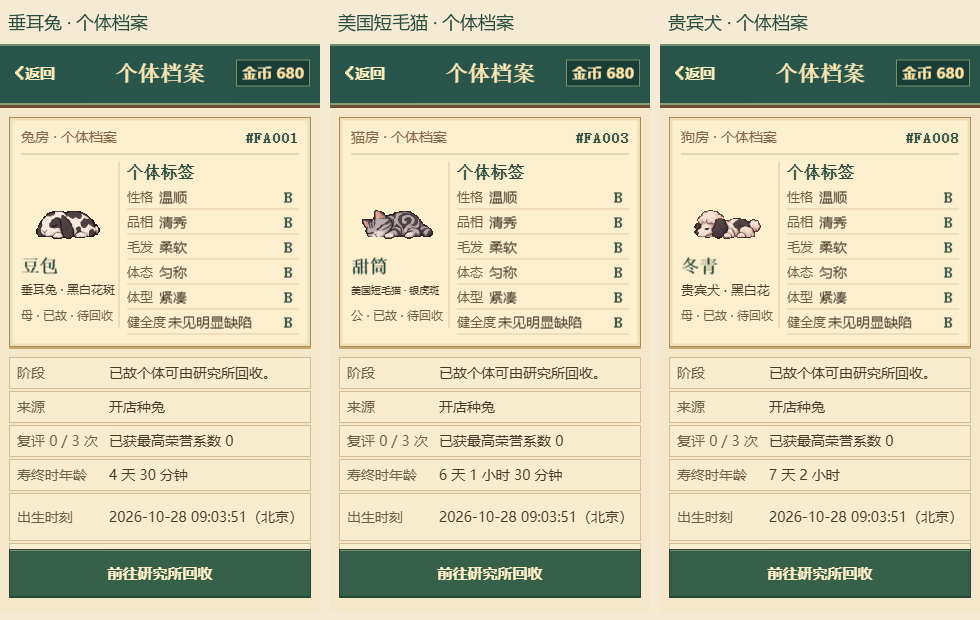 垂耳兔 · 个体档案
返回
个体档案
金币 680
兔房 · 个体档案
#FA001
个体标签
性格 温顺 B
品相 清秀 B
毛发 柔软 B
体态 匀称 B
体型 紧凑 B
健全度 未见明显缺陷 B
豆包
垂耳兔 · 黑白花斑
母 · 已故 · 待回收
阶段 已故个体可由研究所回收。
来源 开店种兔
复评 0 / 3 次 已获最高荣誉系数 0
寿终时年龄 4 天 30 分钟
出生时刻 2026-10-28 09:03:51（北京）
前往研究所回收
美国短毛猫 · 个体档案
返回
个体档案
金币 680
猫房 · 个体档案
#FA003
个体标签
性格 温顺 B
品相 清秀 B
毛发 柔软 B
体态 匀称 B
体型 紧凑 B
健全度 未见明显缺陷 B
甜筒
美国短毛猫 · 银虎斑
公 · 已故 · 待回收
阶段 已故个体可由研究所回收。
来源 开店种兔
复评 0 / 3 次 已获最高荣誉系数 0
寿终时年龄 6 天 1 小时 30 分钟
出生时刻 2026-10-28 09:03:51（北京）
前往研究所回收
贵宾犬 · 个体档案
返回
个体档案
金币 680
狗房 · 个体档案
#FA008
个体标签
性格 温顺 B
品相 清秀 B
毛发 柔软 B
体态 匀称 B
体型 紧凑 B
健全度 未见明显缺陷 B
冬青
贵宾犬 · 黑白花
母 · 已故 · 待回收
阶段 已故个体可由研究所回收。
来源 开店种兔
复评 0 / 3 次 已获最高荣誉系数 0
寿终时年龄 7 天 2 小时
出生时刻 2026-10-28 09:03:51（北京）
前往研究所回收